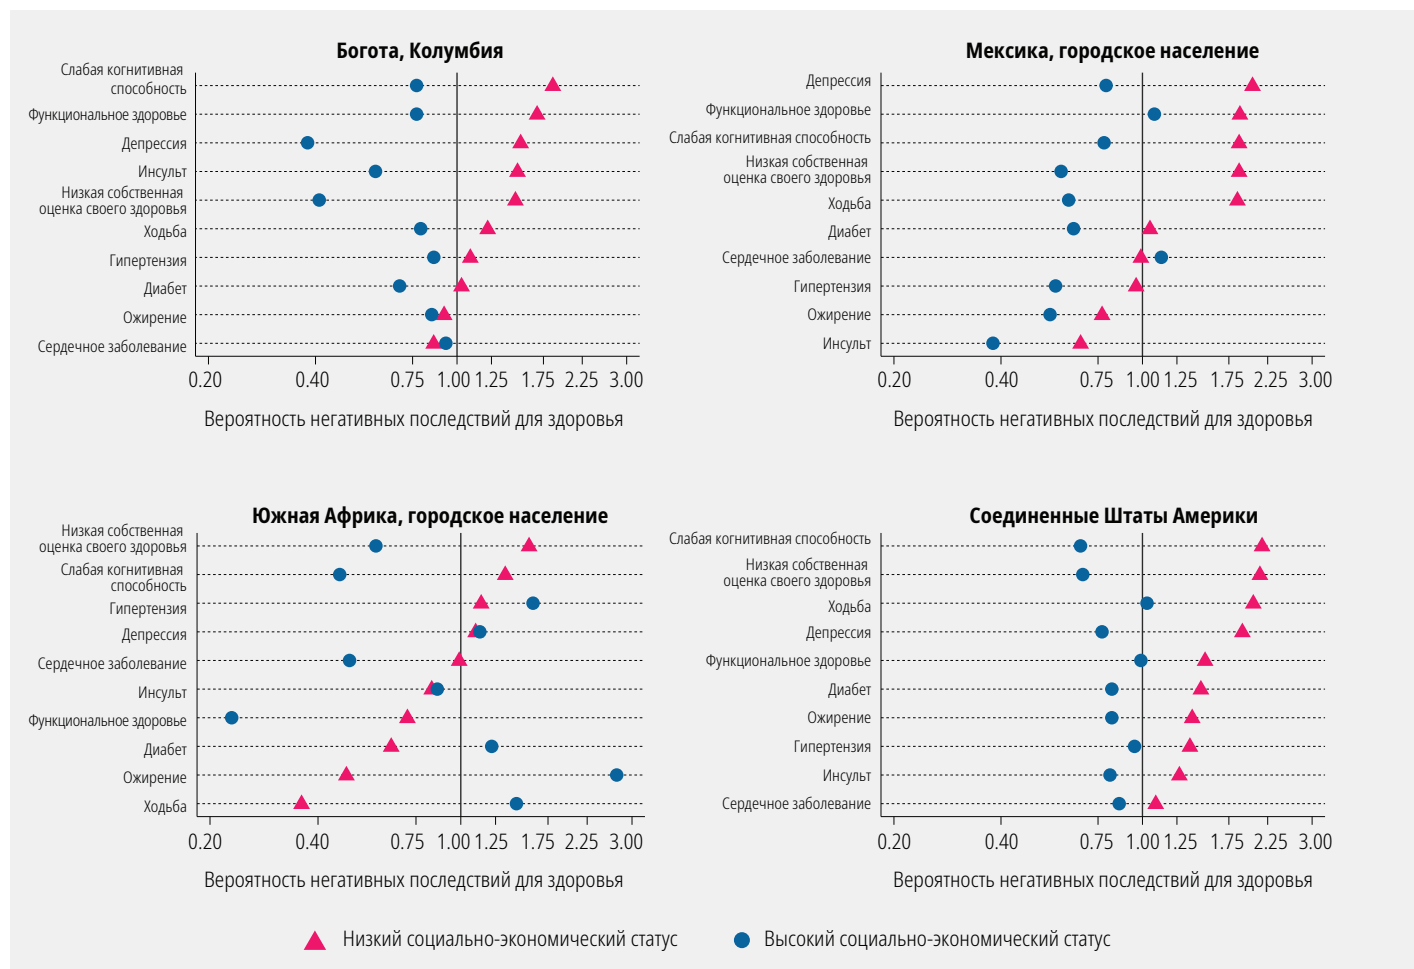 Богота, Колумбия
Слабая когнитивная
способность
Функциональное здоровье
Депрессия
Инсульт
Низкая собственная
оценка своего здоровья
Ходьба
Гипертензия
Диабет
Ожирение
Сердечное заболевание
0.20 0.40 0.75 1.00 1.25 1.75 2.25 3.00
Вероятность негативных последствий для здоровья
Мексика, городское население
Депрессия
Функциональное здоровье
Слабая когнитивная способность
Низкая собственная
оценка своего здоровья
Ходьба
Диабет
Сердечное заболевание
Гипертензия
Ожирение
Инсульт
0.20 0.40 0.75 1.00 1.25 1.75 2.25 3.00
Вероятность негативных последствий для здоровья
Южная Африка, городское население
Низкая собственная
оценка своего здоровья
Слабая когнитивная
способность
Гипертензия
Депрессия
Сердечное заболевание
Инсульт
Функциональное здоровье
Диабет
Ожирение
Ходьба
0.20 0.40 0.75 1.00 1.25 1.75 2.25 3.00
Вероятность негативных последствий для здоровья
Соединенные Штаты Америки
Слабая когнитивная способность
Низкая собственная
оценка своего здоровья
Ходьба
Депрессия
Функциональное здоровье
Диабет
Ожирение
Гипертензия
Инсульт
Сердечное заболевание
0.20 0.40 0.75 1.00 1.25 1.75 2.25 3.00
Вероятность негативных последствий для здоровья
Низкий социально-экономический статус
Высокий социально-экономический статус